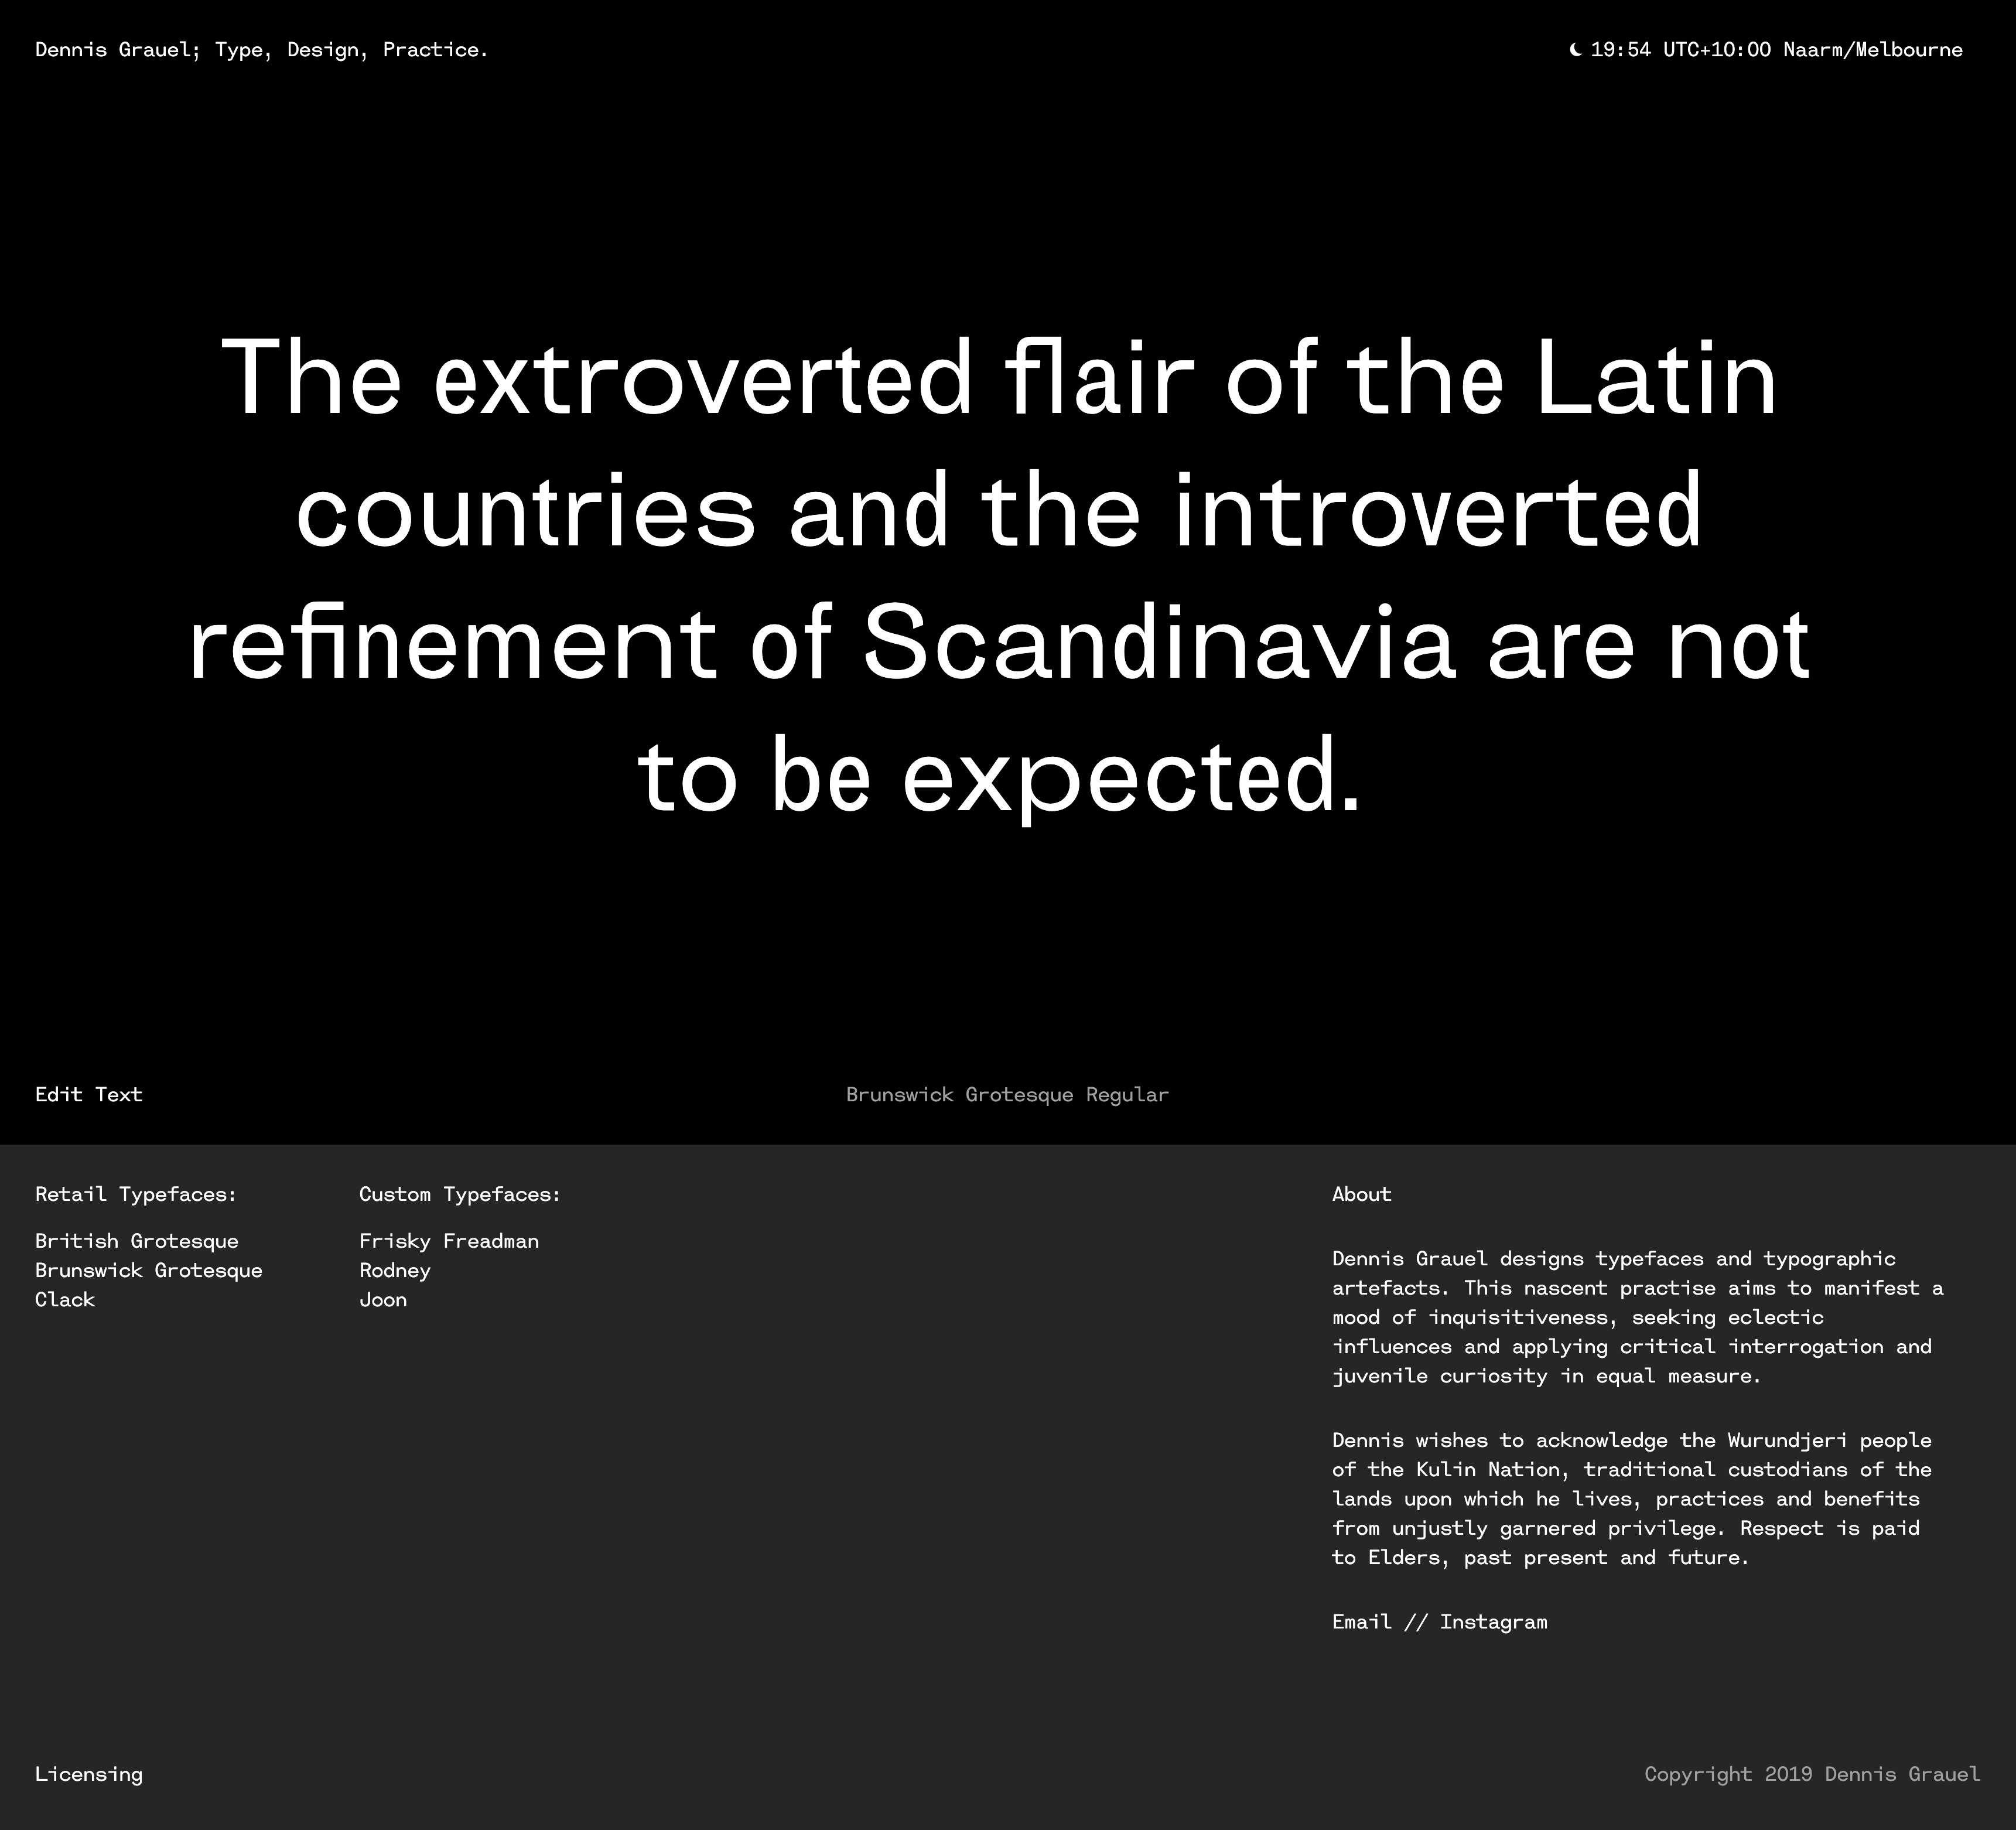 Dennis Grauel; Type, Design, Practice.
19:54 UTC+10:00 Naarm/Melbourne
The extroverted flair of the Latin
countries and the introverted
refinement of Scandinavia are not
to be expected.
Edit Text
Brunswick Grotesque Regular
Retail Typefaces:
British Grotesque
Brunswick Grotesque
Clack
Custom Typefaces:
Frisky Freadman
Rodney
Joon
About
Dennis Grauel designs typefaces and typographic
artefacts. This nascent practise aims to manifest a
mood of inquisitiveness, seeking eclectic
influences and applying critical interrogation and
juvenile curiosity in equal measure.
Dennis wishes to acknowledge the Wurundjeri people
of the Kulin Nation, traditional custodians of the
lands upon which he lives, practices and benefits
from unjustly garnered privilege. Respect is paid
to Elders, past present and future.
Email // Instagram
Licensing
Copyright 2019 Dennis Grauel